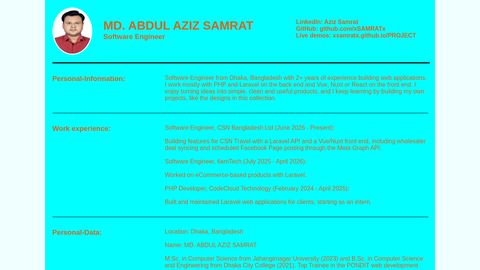 MD. ABDUL AZIZ SAMRAT
Software Engineer
LinkedIn: Aziz Samrat
GitHub: github.com/xSAMRATx
Live demos: xsamratx.github.io/PROJECT
Personal-Information:
Software Engineer from Dhaka, Bangladesh with 2+ years of experience building web applications.
I work mostly with PHP and Laravel on the back end and Vue, Nuxt or React on the front end. I
enjoy turning ideas into simple, clean and useful products, and I keep learning by building my own
projects, like the designs in this collection.
Work experience:
Software Engineer, CSN Bangladesh Ltd (June 2026 - Present):
Building features for CSN Travel with a Laravel API and a Vue/Nuxt front end, including wholesaler
deal syncing and scheduled Facebook Page posting through the Meta Graph API.
Software Engineer, 6amTech (July 2025 - April 2026):
Worked on eCommerce-based products with Laravel.
PHP Developer, CodeCloud Technology (February 2024 - April 2025):
Built and maintained Laravel web applications for clients, starting as an intern.
Personal-Data:
Location: Dhaka, Bangladesh
Name: MD. ABDUL AZIZ SAMRAT
M.Sc. in Computer Science from Jahangirnagar University (2023) and B.Sc. in Computer Science
and Engineering from Dhaka City College (2021). Top Trainee in the PONDIT web development